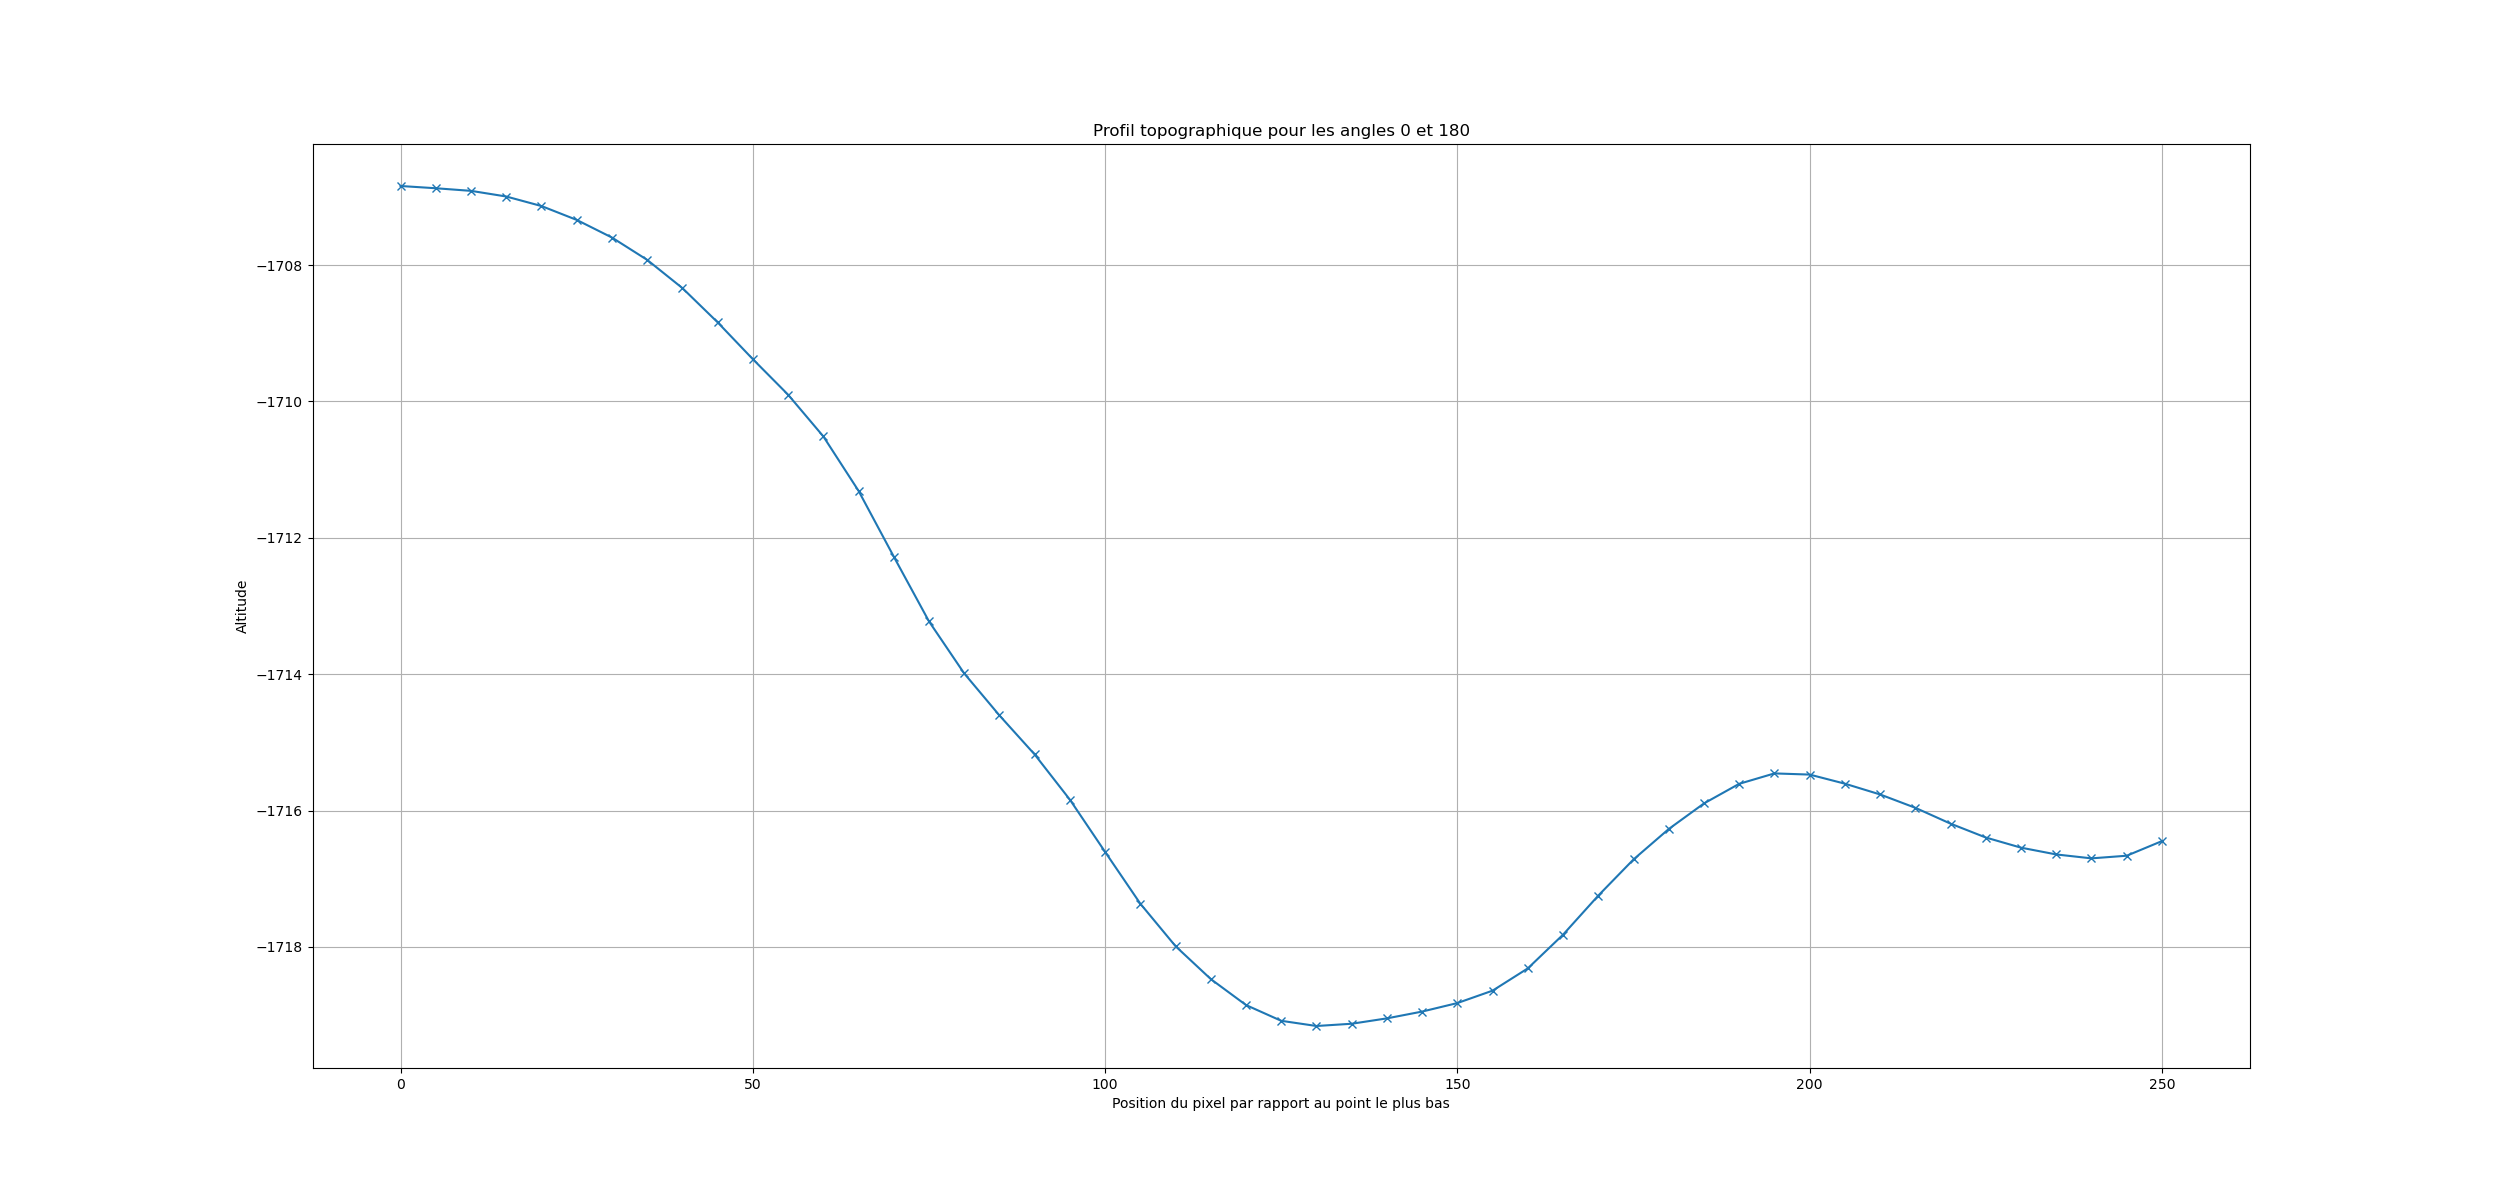 Profil topographique pour les angles 0 et 180
−1708
−1710
−1712
−1714
−1716
−1718
Altitude
0 50 100 150 200 250
Position du pixel par rapport au point le plus bas